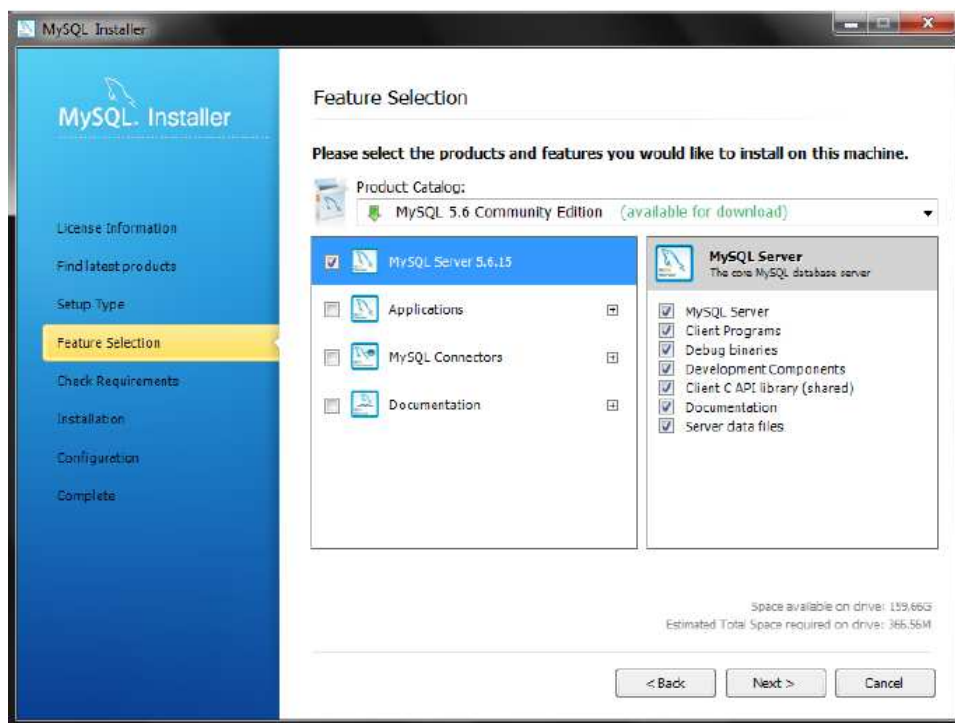 MySQL Installer
MySQL. Installer
License Information
Find latest products
Setup Type
Feature Selection
Check Requirements
Installation
Configuration
Complete
Feature Selection
Please select the products and features you would like to install on this machine.
Product Catalog:
MySQL 5.6 Community Edition (available for download)
MySQL Server 5.6.15
Applications
MySQL Connectors
Documentation
MySQL Server
The core MySQL database server
MySQL Server
Client Programs
Debug binaries
Development Components
Client C API library (shared)
Documentation
Server data files
Space available on drive: 159.66G
Estimated Total Space required on drive: 366.56M
< Back
Next >
Cancel